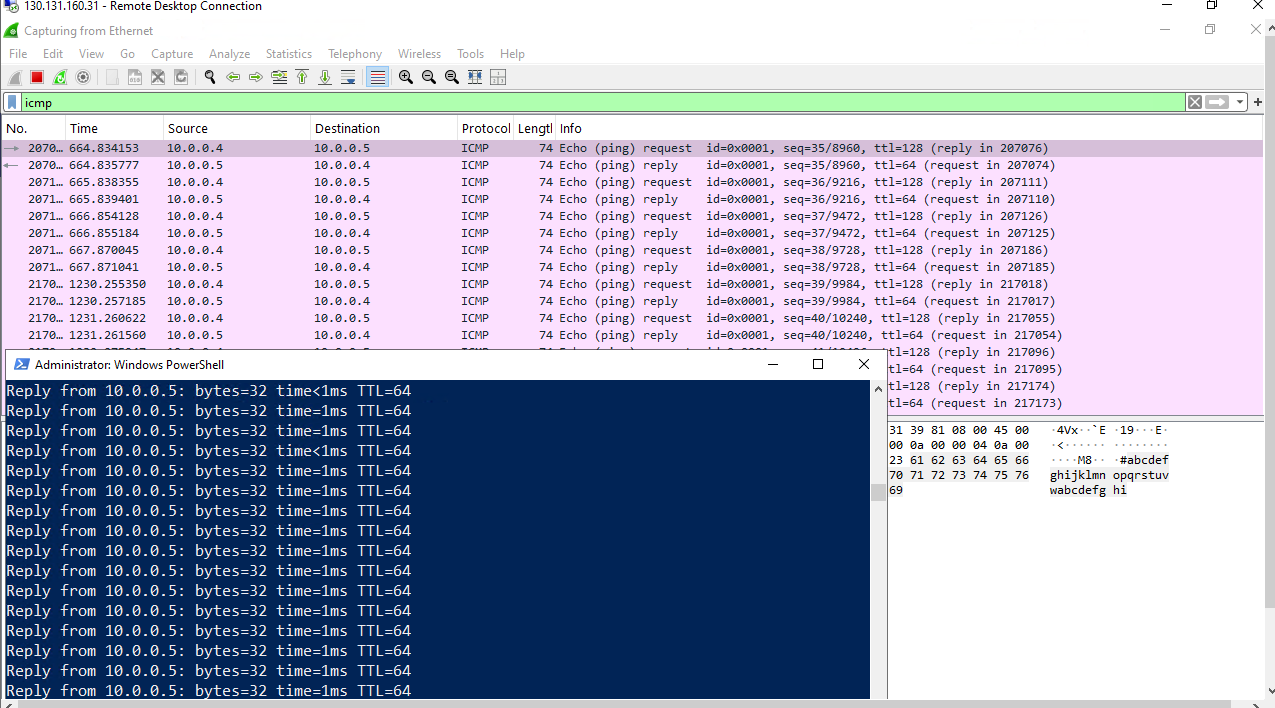 130.131.160.31 - Remote Desktop Connection
Capturing from Ethernet
File Edit View Go Capture Analyze Statistics Telephony Wireless Tools Help
icmp
No. Time Source Destination Protocol Lengtl Info
2070… 664.834153 10.0.0.4 10.0.0.5 ICMP 74 Echo (ping) request id=0x0001, seq=35/8960, ttl=128 (reply in 207076)
2070… 664.835777 10.0.0.5 10.0.0.4 ICMP 74 Echo (ping) reply id=0x0001, seq=35/8960, ttl=64 (request in 207074)
2071… 665.838355 10.0.0.4 10.0.0.5 ICMP 74 Echo (ping) request id=0x0001, seq=36/9216, ttl=128 (reply in 207111)
2071… 665.839401 10.0.0.5 10.0.0.4 ICMP 74 Echo (ping) reply id=0x0001, seq=36/9216, ttl=64 (request in 207110)
2071… 666.854128 10.0.0.4 10.0.0.5 ICMP 74 Echo (ping) request id=0x0001, seq=37/9472, ttl=128 (reply in 207126)
2071… 666.855184 10.0.0.5 10.0.0.4 ICMP 74 Echo (ping) reply id=0x0001, seq=37/9472, ttl=64 (request in 207125)
2071… 667.870045 10.0.0.4 10.0.0.5 ICMP 74 Echo (ping) request id=0x0001, seq=38/9728, ttl=128 (reply in 207186)
2071… 667.871041 10.0.0.5 10.0.0.4 ICMP 74 Echo (ping) reply id=0x0001, seq=38/9728, ttl=64 (request in 207185)
2170… 1230.255350 10.0.0.4 10.0.0.5 ICMP 74 Echo (ping) request id=0x0001, seq=39/9984, ttl=128 (reply in 217018)
2170… 1230.257185 10.0.0.5 10.0.0.4 ICMP 74 Echo (ping) reply id=0x0001, seq=39/9984, ttl=64 (request in 217017)
2170… 1231.260622 10.0.0.4 10.0.0.5 ICMP 74 Echo (ping) request id=0x0001, seq=40/10240, ttl=128 (reply in 217055)
2170… 1231.261560 10.0.0.5 10.0.0.4 ICMP 74 Echo (ping) reply id=0x0001, seq=40/10240, ttl=64 (request in 217054)
tl=128 (reply in 217096)
tl=64 (request in 217095)
tl=128 (reply in 217174)
tl=64 (request in 217173)
31 39 81 08 00 45 00 ·4Vx··`E ·19···E·
00 0a 00 00 04 0a 00 ·<······ ········
23 61 62 63 64 65 66 ····M8·· ·#abcdef
70 71 72 73 74 75 76 ghijklmn opqrstuv
69 wabcdefg hi
Administrator: Windows PowerShell
Reply from 10.0.0.5: bytes=32 time<1ms TTL=64
Reply from 10.0.0.5: bytes=32 time=1ms TTL=64
Reply from 10.0.0.5: bytes=32 time=1ms TTL=64
Reply from 10.0.0.5: bytes=32 time<1ms TTL=64
Reply from 10.0.0.5: bytes=32 time=1ms TTL=64
Reply from 10.0.0.5: bytes=32 time=1ms TTL=64
Reply from 10.0.0.5: bytes=32 time=1ms TTL=64
Reply from 10.0.0.5: bytes=32 time=1ms TTL=64
Reply from 10.0.0.5: bytes=32 time=1ms TTL=64
Reply from 10.0.0.5: bytes=32 time=1ms TTL=64
Reply from 10.0.0.5: bytes=32 time=1ms TTL=64
Reply from 10.0.0.5: bytes=32 time=1ms TTL=64
Reply from 10.0.0.5: bytes=32 time=1ms TTL=64
Reply from 10.0.0.5: bytes=32 time=1ms TTL=64
Reply from 10.0.0.5: bytes=32 time=1ms TTL=64
Reply from 10.0.0.5: bytes=32 time=1ms TTL=64